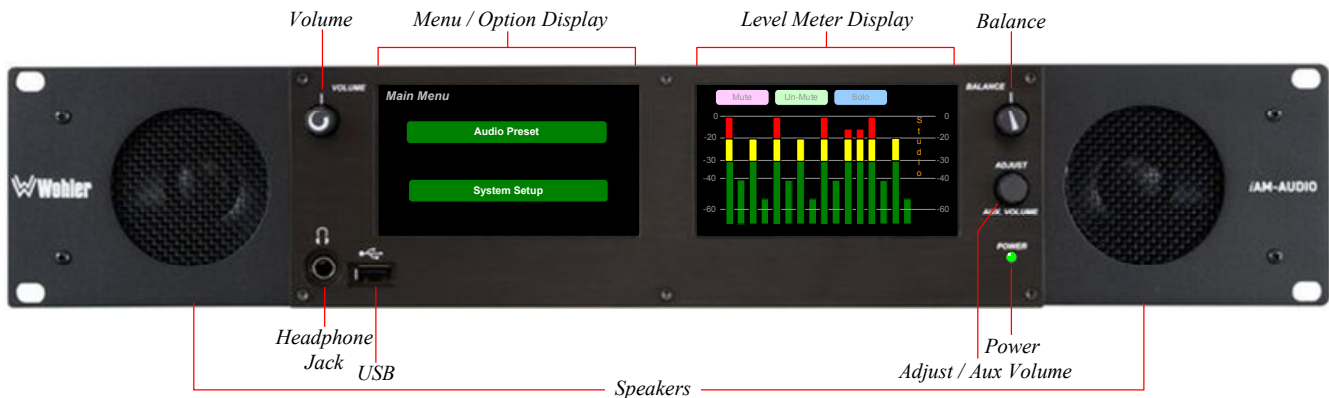 Volume
Menu / Option Display
Level Meter Display
Balance
VOLUME
Main Menu
Audio Preset
System Setup
Mute
Un-Mute
Solo
0
-20
-30
-40
-60
Studio
0
-20
-30
-40
-60
BALANCE
ADJUST
AUX. VOLUME
POWER
Wohler
iAM-AUDIO
Headphone
Jack
USB
Speakers
Power
Adjust / Aux Volume